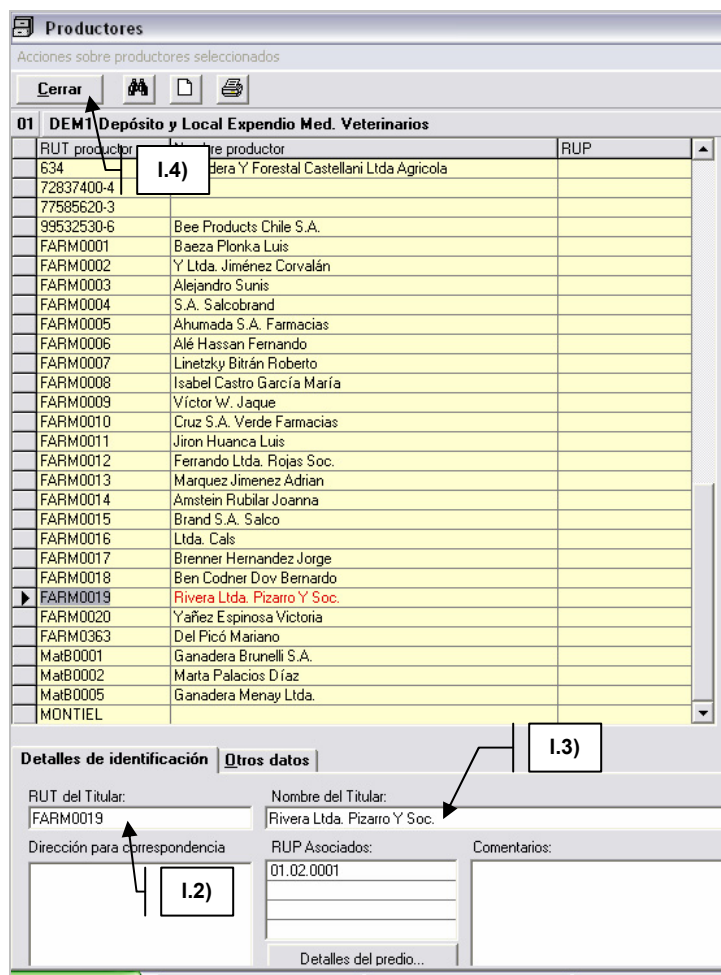 Productores
Acciones sobre productores seleccionados
Cerrar
01 DEM1 Depósito y Local Expendio Med. Veterinarios
RUT productor re productor RUP
I.4)
634 dera Y Forestal Castellani Ltda Agricola
72837400-4
77585620-3
99532530-6 Bee Products Chile S.A.
FARM0001 Baeza Plonka Luis
FARM0002 Y Ltda. Jiménez Corvalán
FARM0003 Alejandro Sunis
FARM0004 S.A. Salcobrand
FARM0005 Ahumada S.A. Farmacias
FARM0006 Alé Hassan Fernando
FARM0007 Linetzky Bitrán Roberto
FARM0008 Isabel Castro García María
FARM0009 Víctor W. Jaque
FARM0010 Cruz S.A. Verde Farmacias
FARM0011 Jiron Huanca Luis
FARM0012 Ferrando Ltda. Rojas Soc.
FARM0013 Marquez Jimenez Adrian
FARM0014 Amstein Rubilar Joanna
FARM0015 Brand S.A. Salco
FARM0016 Ltda. Cals
FARM0017 Brenner Hernandez Jorge
FARM0018 Ben Codner Dov Bernardo
FARM0019 Rivera Ltda. Pizarro Y Soc.
FARM0020 Yañez Espinosa Victoria
FARM0363 Del Picó Mariano
MatB0001 Ganadera Brunelli S.A.
MatB0002 Marta Palacios Díaz
MatB0005 Ganadera Menay Ltda.
MONTIEL
I.3)
Detalles de identificación Otros datos
RUT del Titular: Nombre del Titular:
FARM0019 Rivera Ltda. Pizarro Y Soc.
Dirección para correspondencia RUP Asociados: Comentarios:
01.02.0001
I.2)
Detalles del predio...